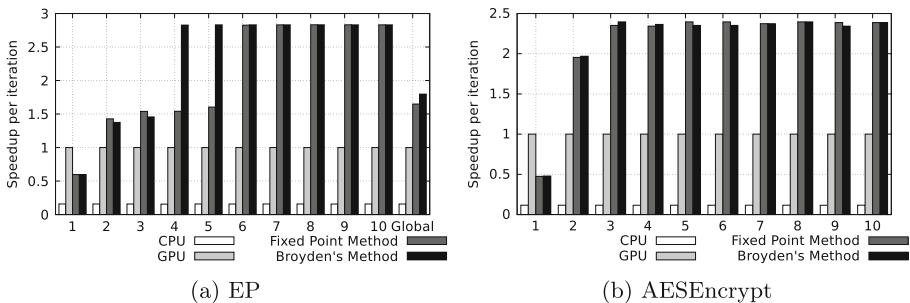 Speedup per iteration
3
2.5
2
1.5
1
0.5
0
1 2 3 4 5 6 7 8 9 10 Global
CPU
GPU
Fixed Point Method
Broyden's Method
(a) EP
Speedup per iteration
2.5
2
1.5
1
0.5
0
1 2 3 4 5 6 7 8 9 10
CPU
GPU
Fixed Point Method
Broyden's Method
(b) AESEncrypt